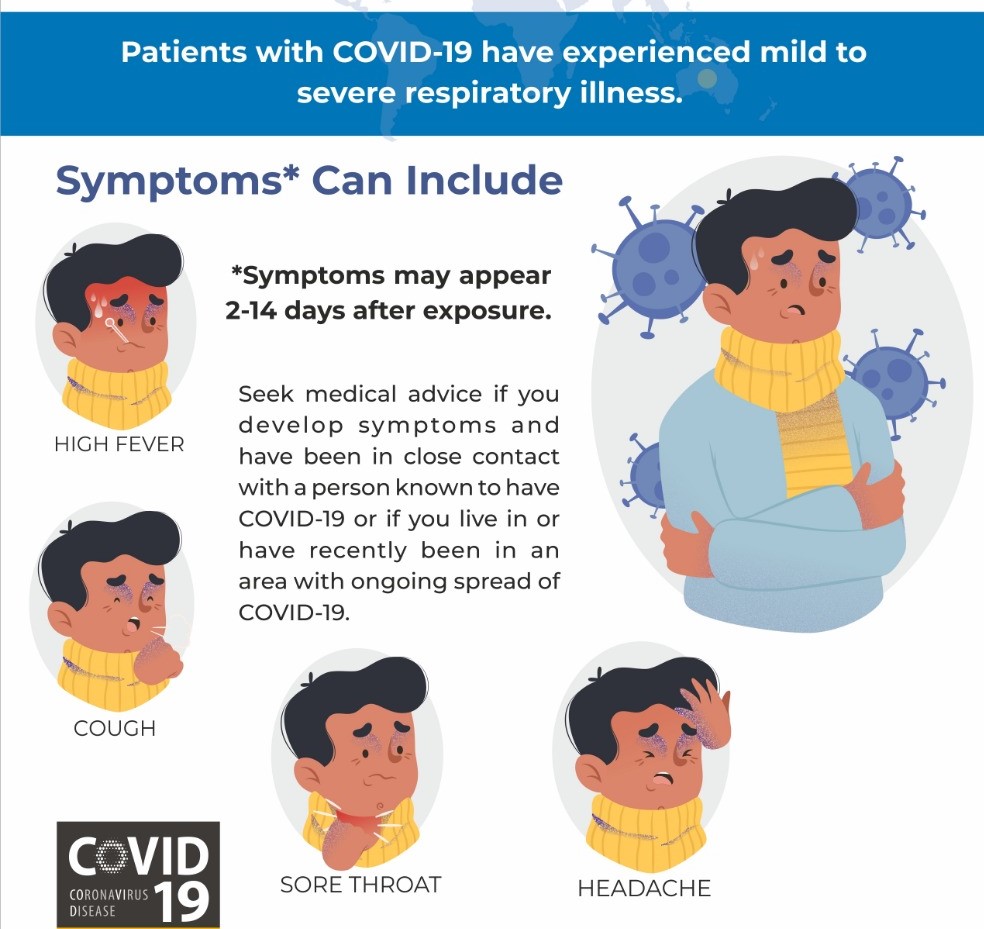 Patients with COVID-19 have experienced mild to
severe respiratory illness.
Symptoms* Can Include
*Symptoms may appear
2-14 days after exposure.
HIGH FEVER
Seek medical advice if you
develop symptoms and
have been in close contact
with a person known to have
COVID-19 or if you live in or
have recently been in an
area with ongoing spread of
COVID-19.
COUGH
SORE THROAT
HEADACHE
COVID
CORONAVIRUS
DISEASE
19